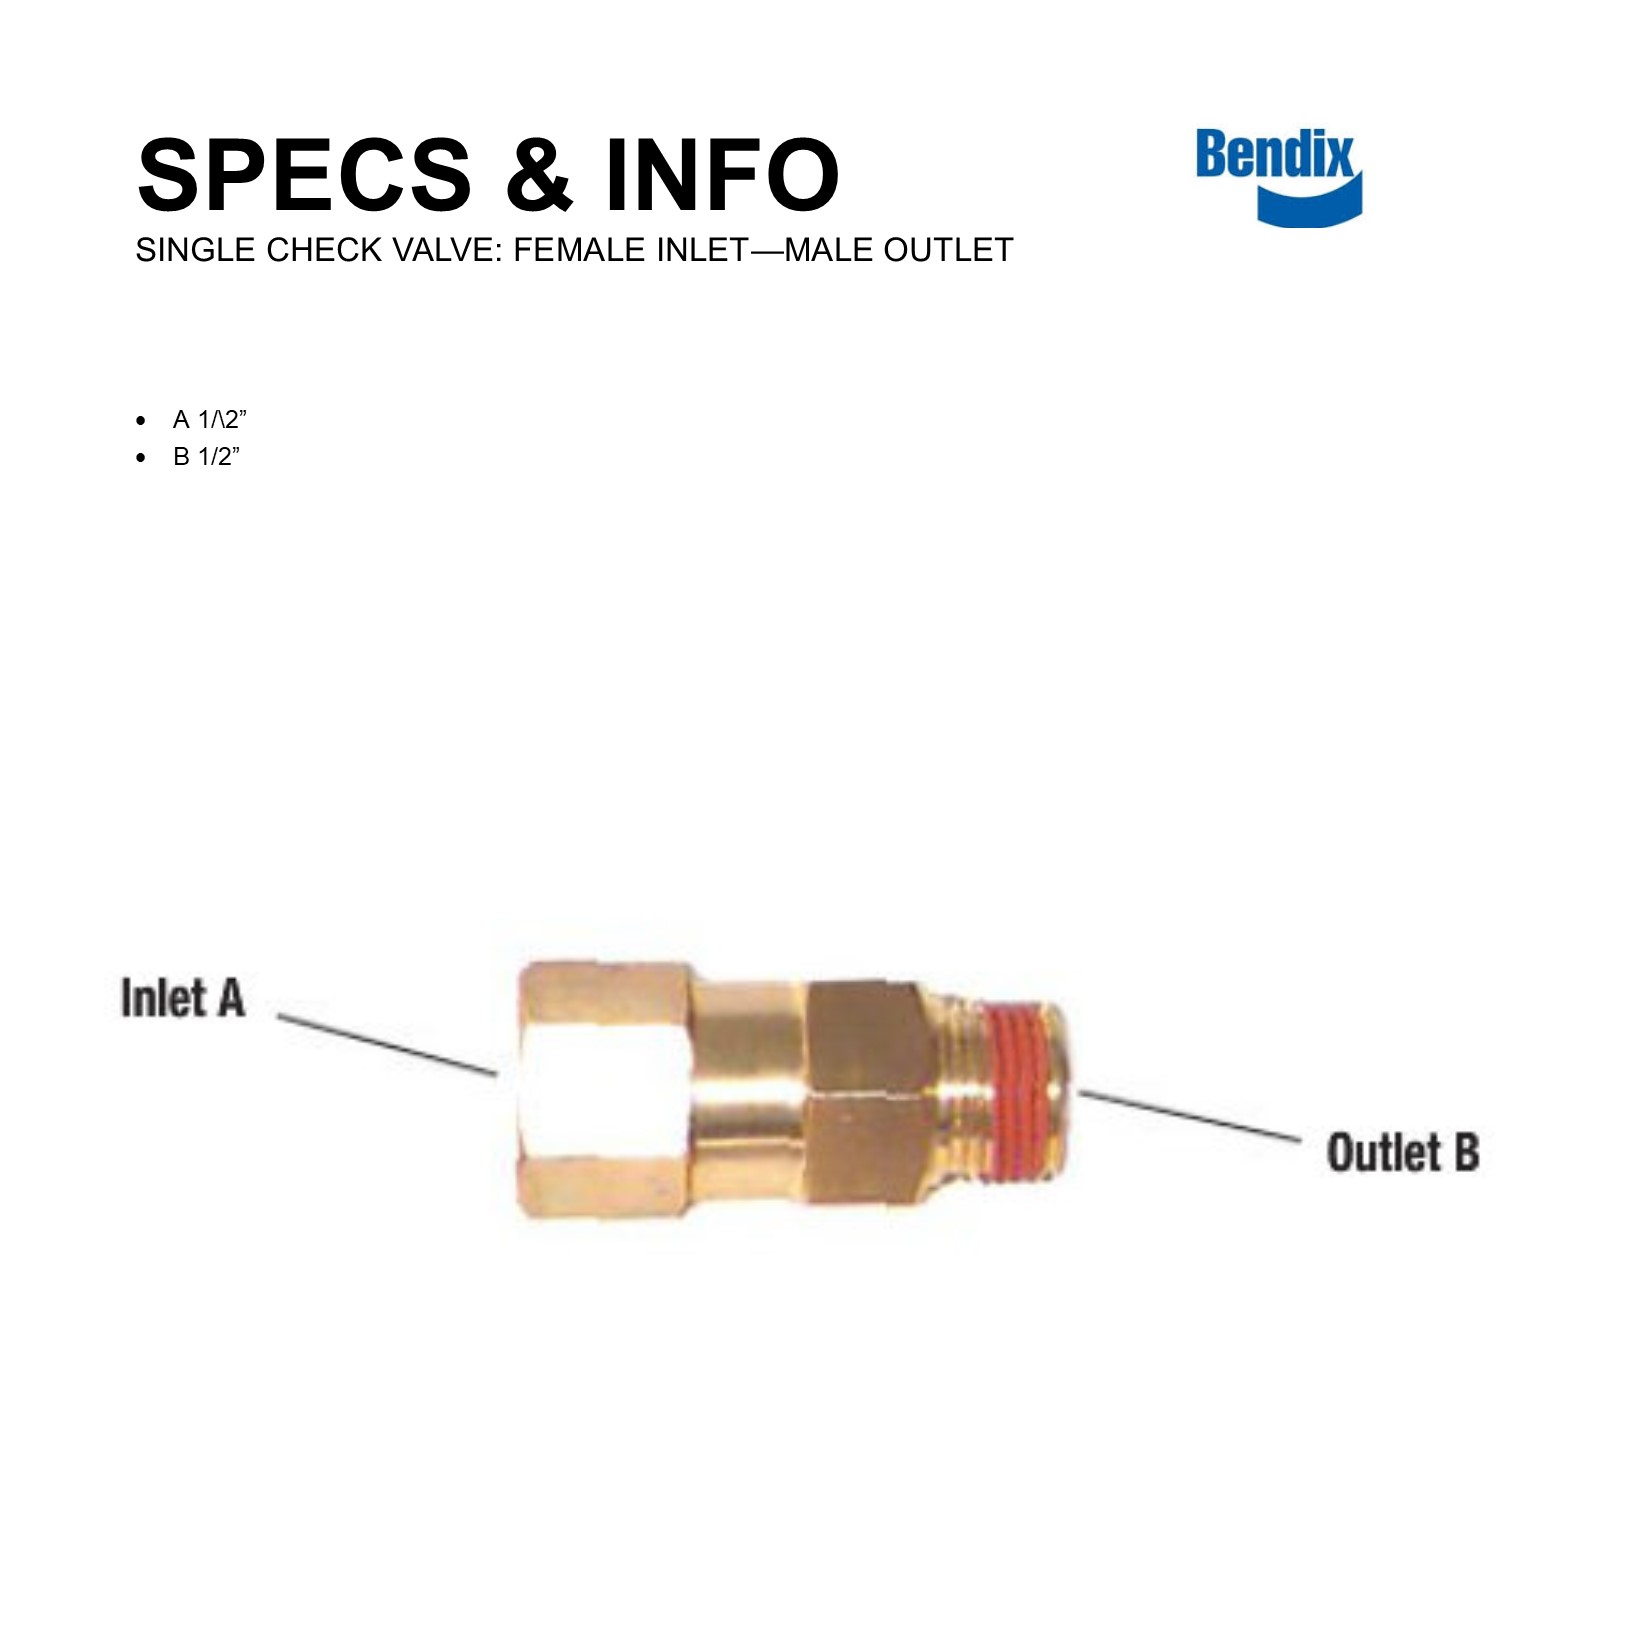 SPECS & INFO
Bendix
SINGLE CHECK VALVE: FEMALE INLET—MALE OUTLET
• A 1/\2”
• B 1/2”
Inlet A
Outlet B